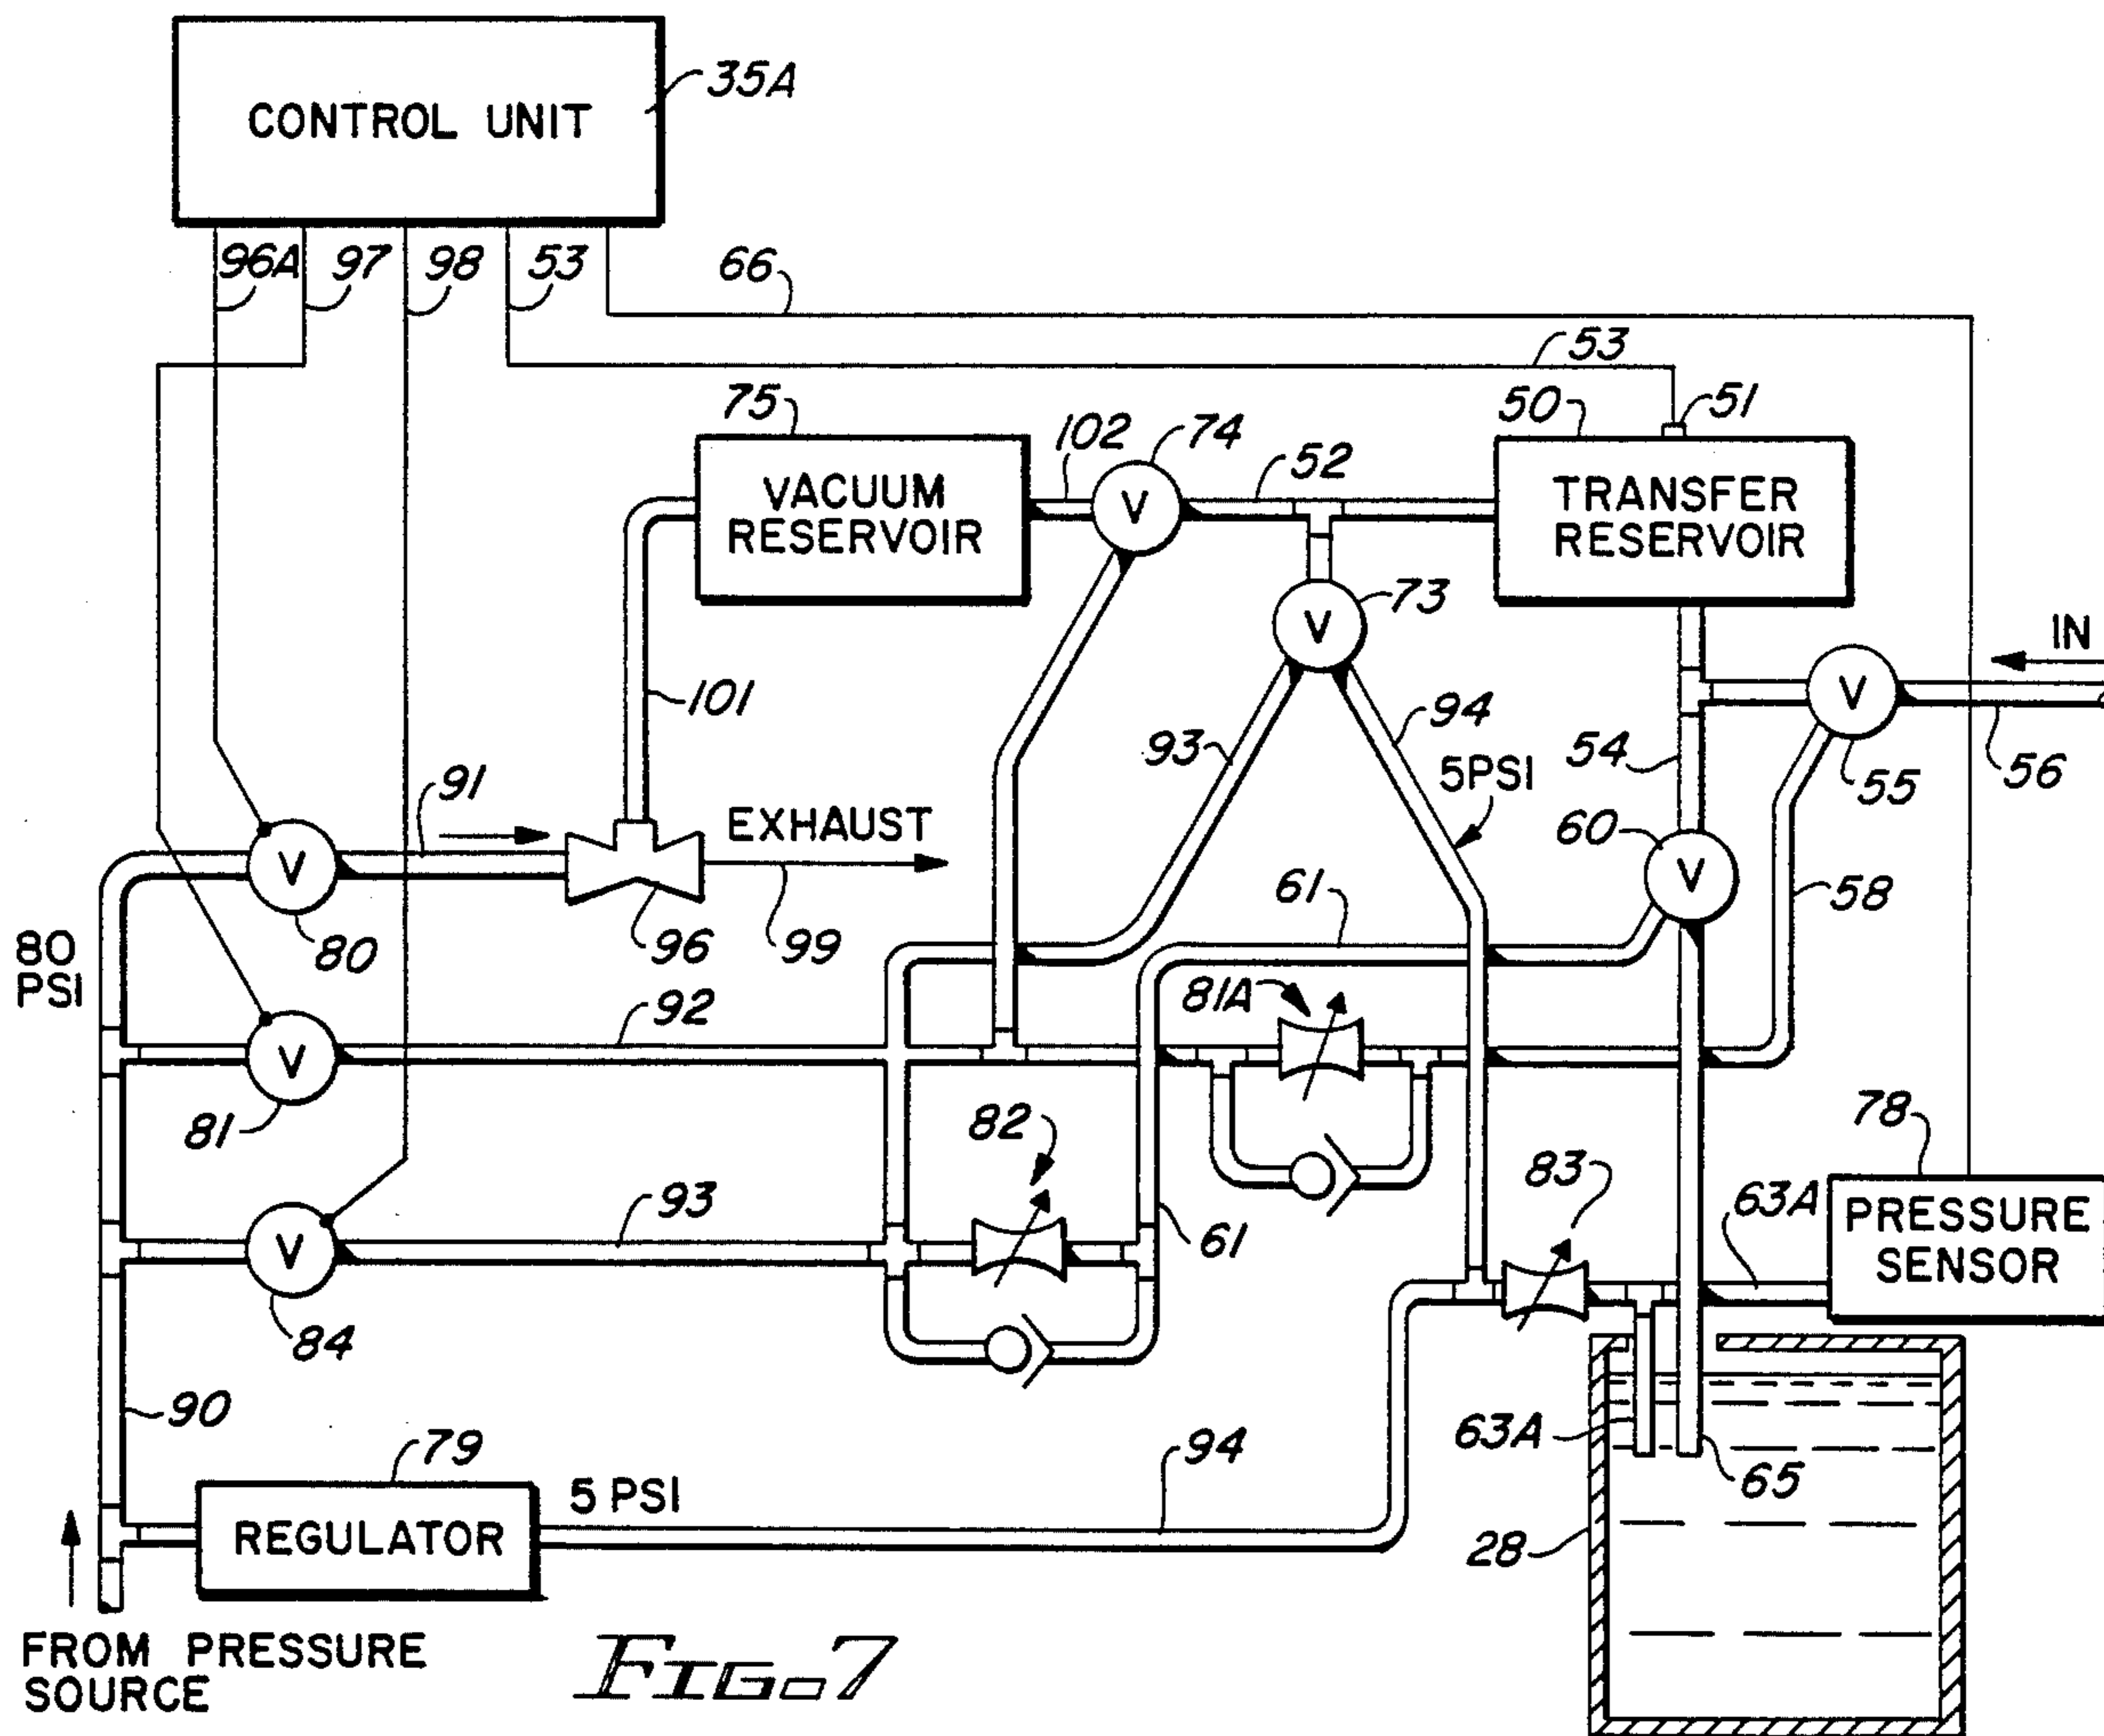 CONTROL UNIT
35A
96A
97
98
53
66
53
75
102
74
52
50
51
VACUUM
RESERVOIR
V
TRANSFER
RESERVOIR
73
V
IN
101
V
93
94
54
5PSI
55
56
91
EXHAUST
60
V
V
61
58
80
96
99
80
PSI
81A
92
V
81
82
78
83
93
63A
PRESSURE
SENSOR
V
61
84
90
63A
79
94
65
5 PSI
REGULATOR
28
FROM PRESSURE
SOURCE
FIG. 7